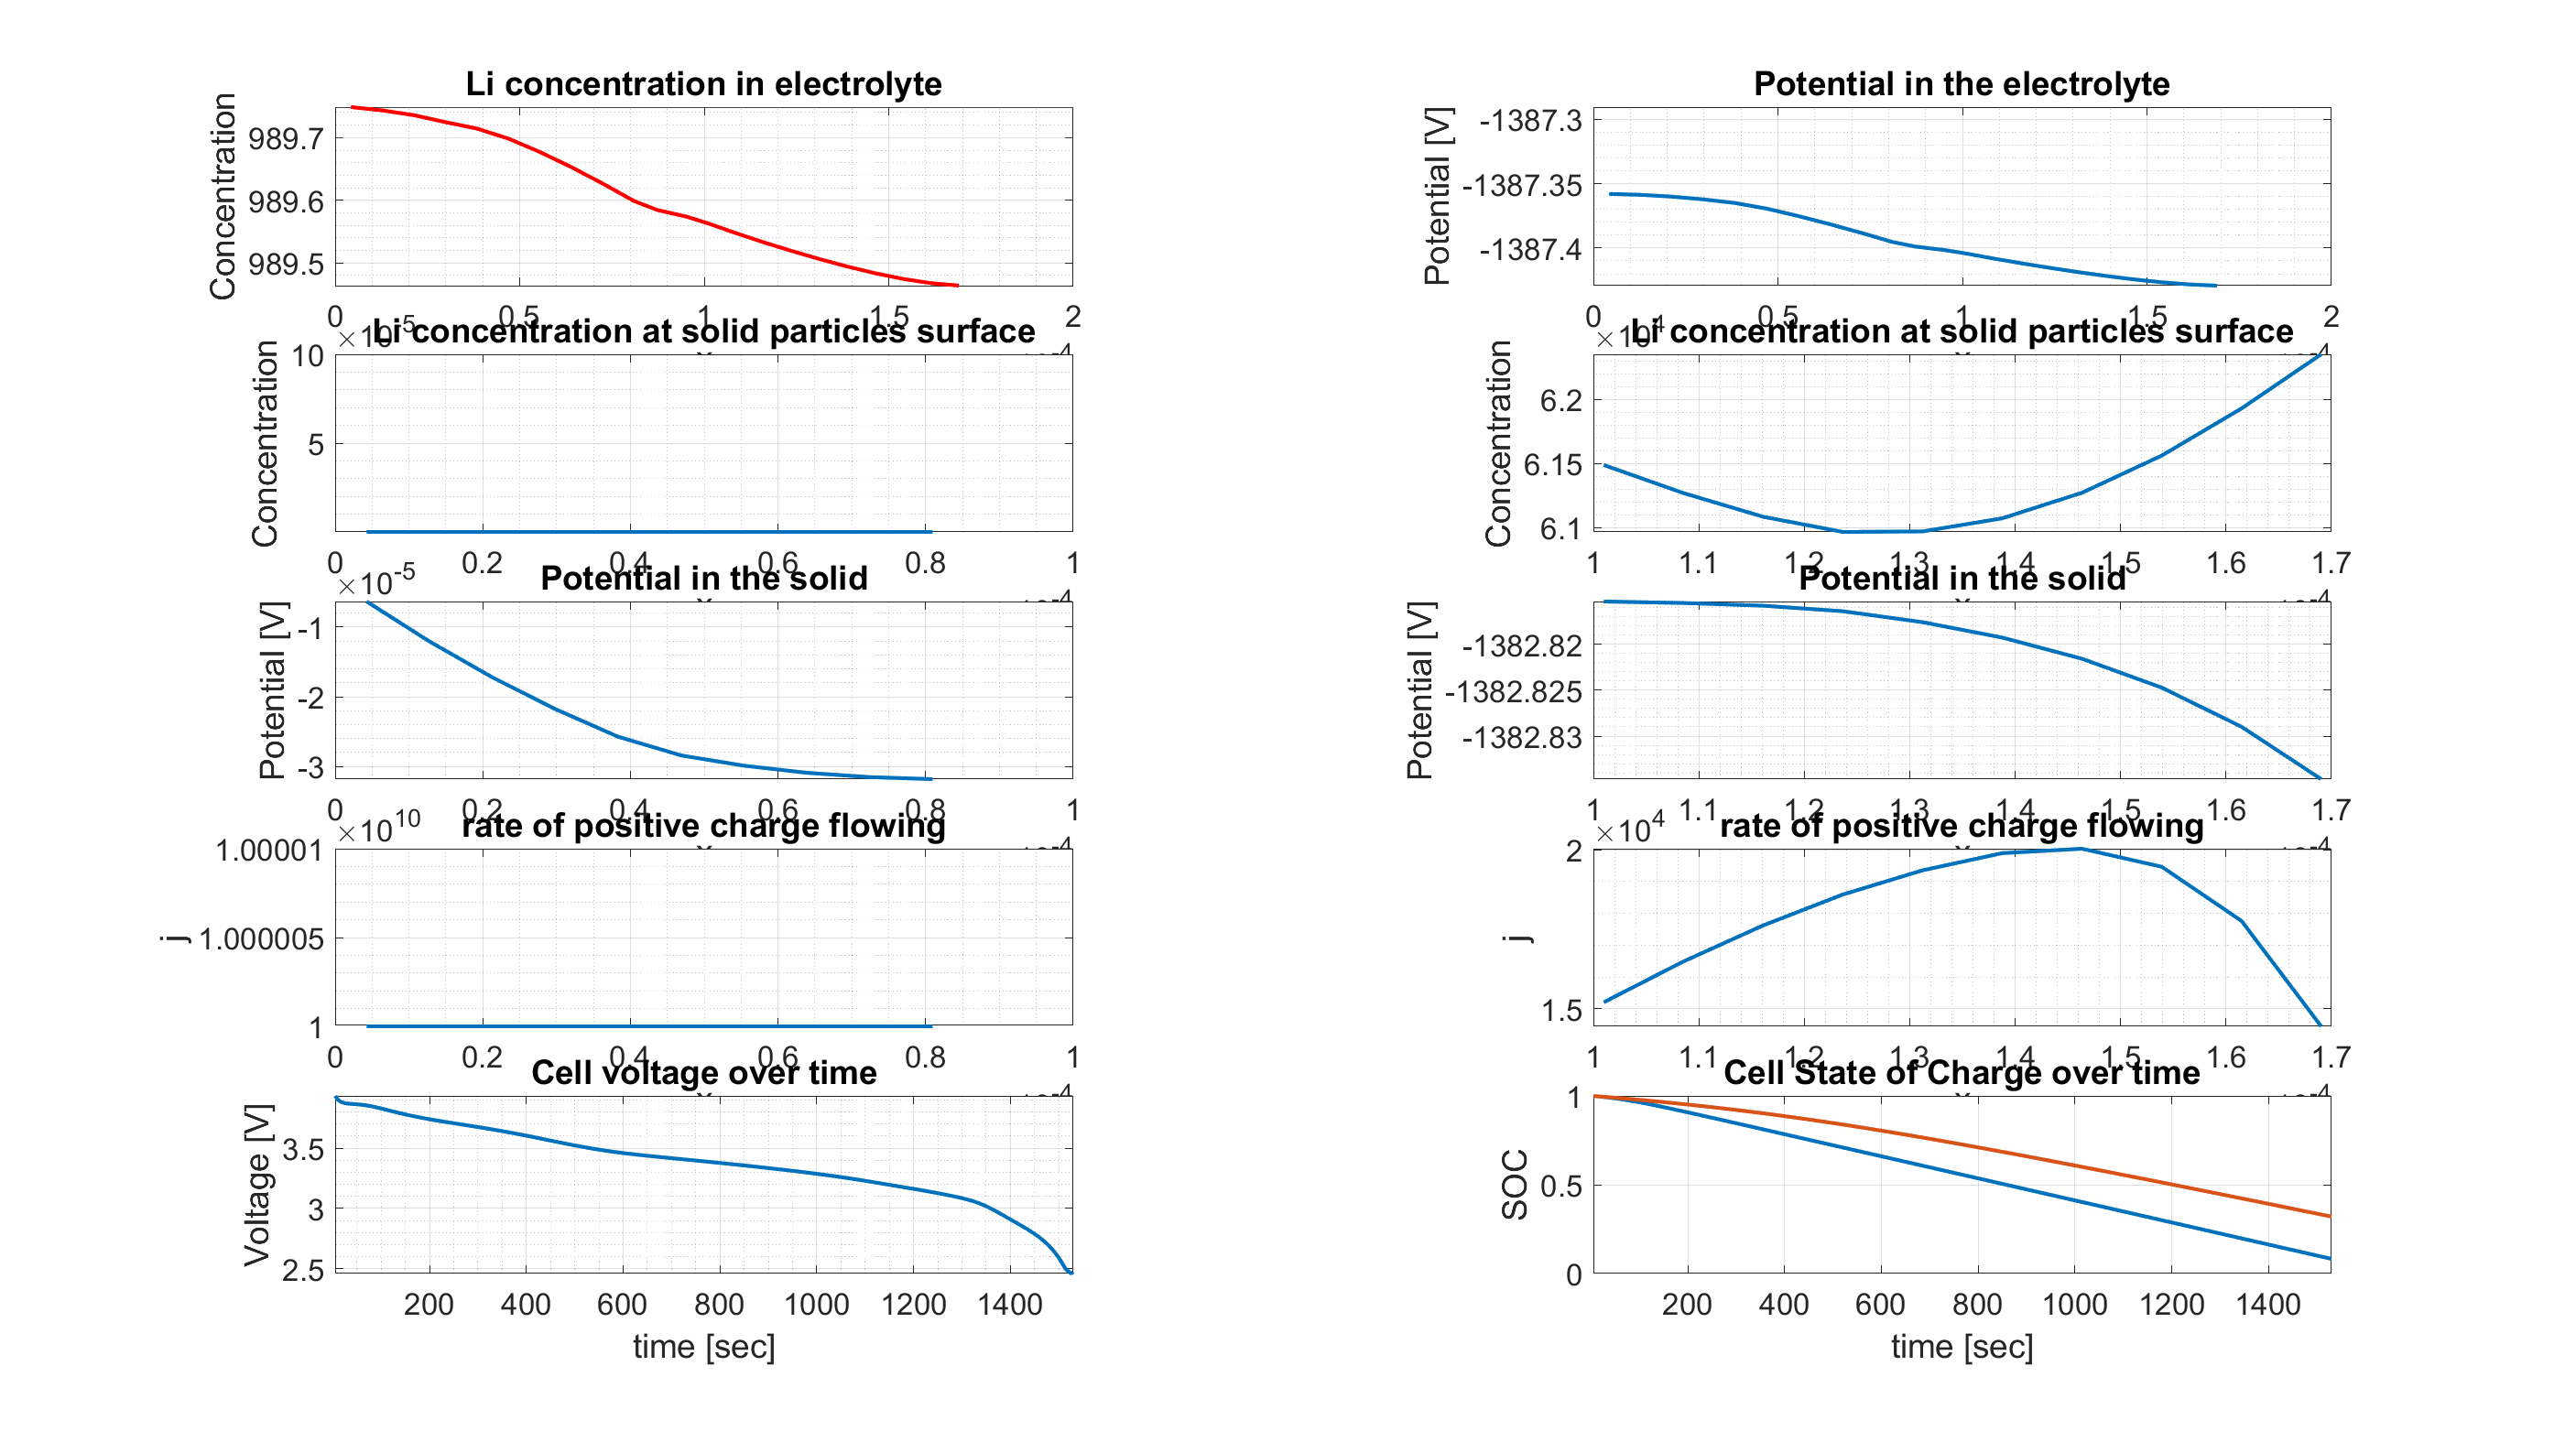 Li concentration in electrolyte
Concentration
989.7
989.6
989.5
0 0.5 1 1.5 2
Potential in the electrolyte
Potential [V]
-1387.3
-1387.35
-1387.4
0 0.5 1 1.5 2
Li concentration at solid particles surface
Concentration
10
5
0 0.2 0.4 0.6 0.8 1
Li concentration at solid particles surface
Concentration
6.2
6.15
6.1
1 1.1 1.2 1.3 1.4 1.5 1.6 1.7
Potential in the solid
×10-5
Potential [V]
-1
-2
-3
0 0.2 0.4 0.6 0.8 1
Potential in the solid
Potential [V]
-1382.82
-1382.825
-1382.83
1 1.1 1.2 1.3 1.4 1.5 1.6 1.7
rate of positive charge flowing
×1010
j
1.00001
1.000005
1
0 0.2 0.4 0.6 0.8 1
rate of positive charge flowing
×104
j
2
1.5
1 1.1 1.2 1.3 1.4 1.5 1.6 1.7
Cell voltage over time
Voltage [V]
3.5
3
2.5
200 400 600 800 1000 1200 1400
time [sec]
Cell State of Charge over time
SOC
1
0.5
0
200 400 600 800 1000 1200 1400
time [sec]